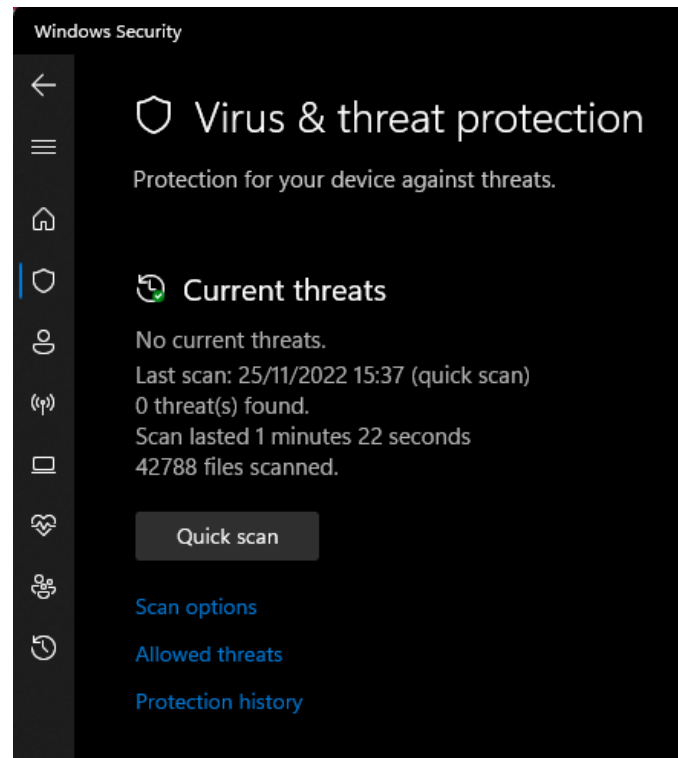 Windows Security
Virus & threat protection
Protection for your device against threats.
Current threats
No current threats.
Last scan: 25/11/2022 15:37 (quick scan)
0 threat(s) found.
Scan lasted 1 minutes 22 seconds
42788 files scanned.
Quick scan
Scan options
Allowed threats
Protection history